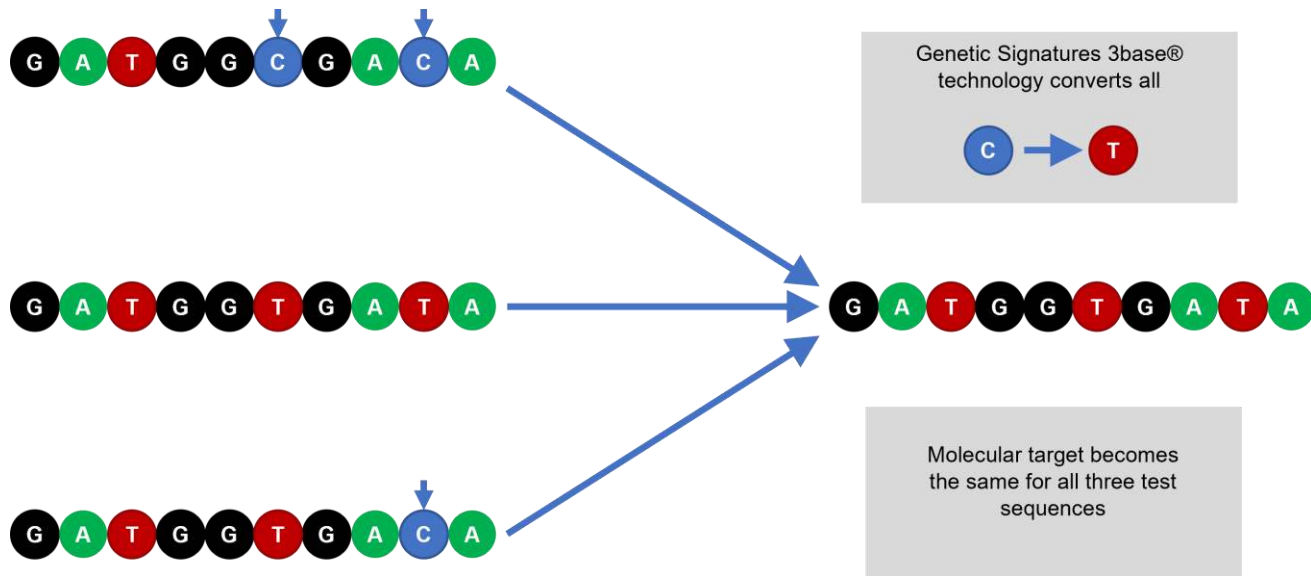 G A T G G C G A C A
Genetic Signatures 3base®
technology converts all
C T
G A T G G T G A T A
G A T G G T G A T A
G A T G G T G A C A
Molecular target becomes
the same for all three test
sequences